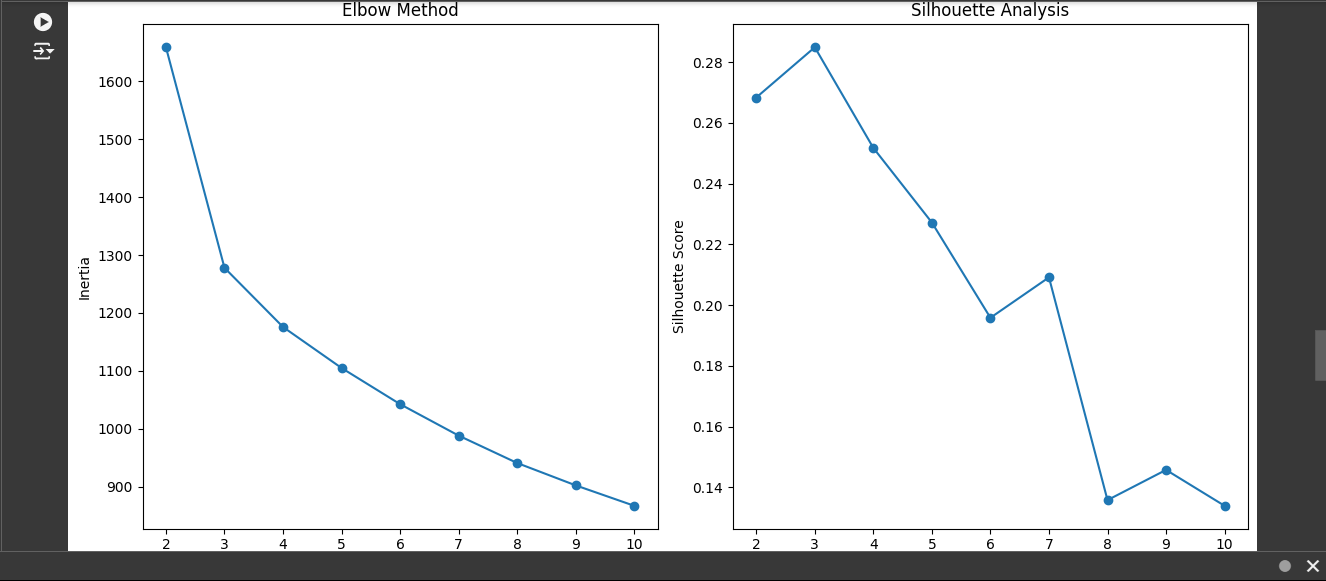 Elbow Method
1600
1500
1400
1300
1200
1100
1000
900
Inertia
2 3 4 5 6 7 8 9 10
Silhouette Analysis
0.28
0.26
0.24
0.22
0.20
0.18
0.16
0.14
Silhouette Score
2 3 4 5 6 7 8 9 10